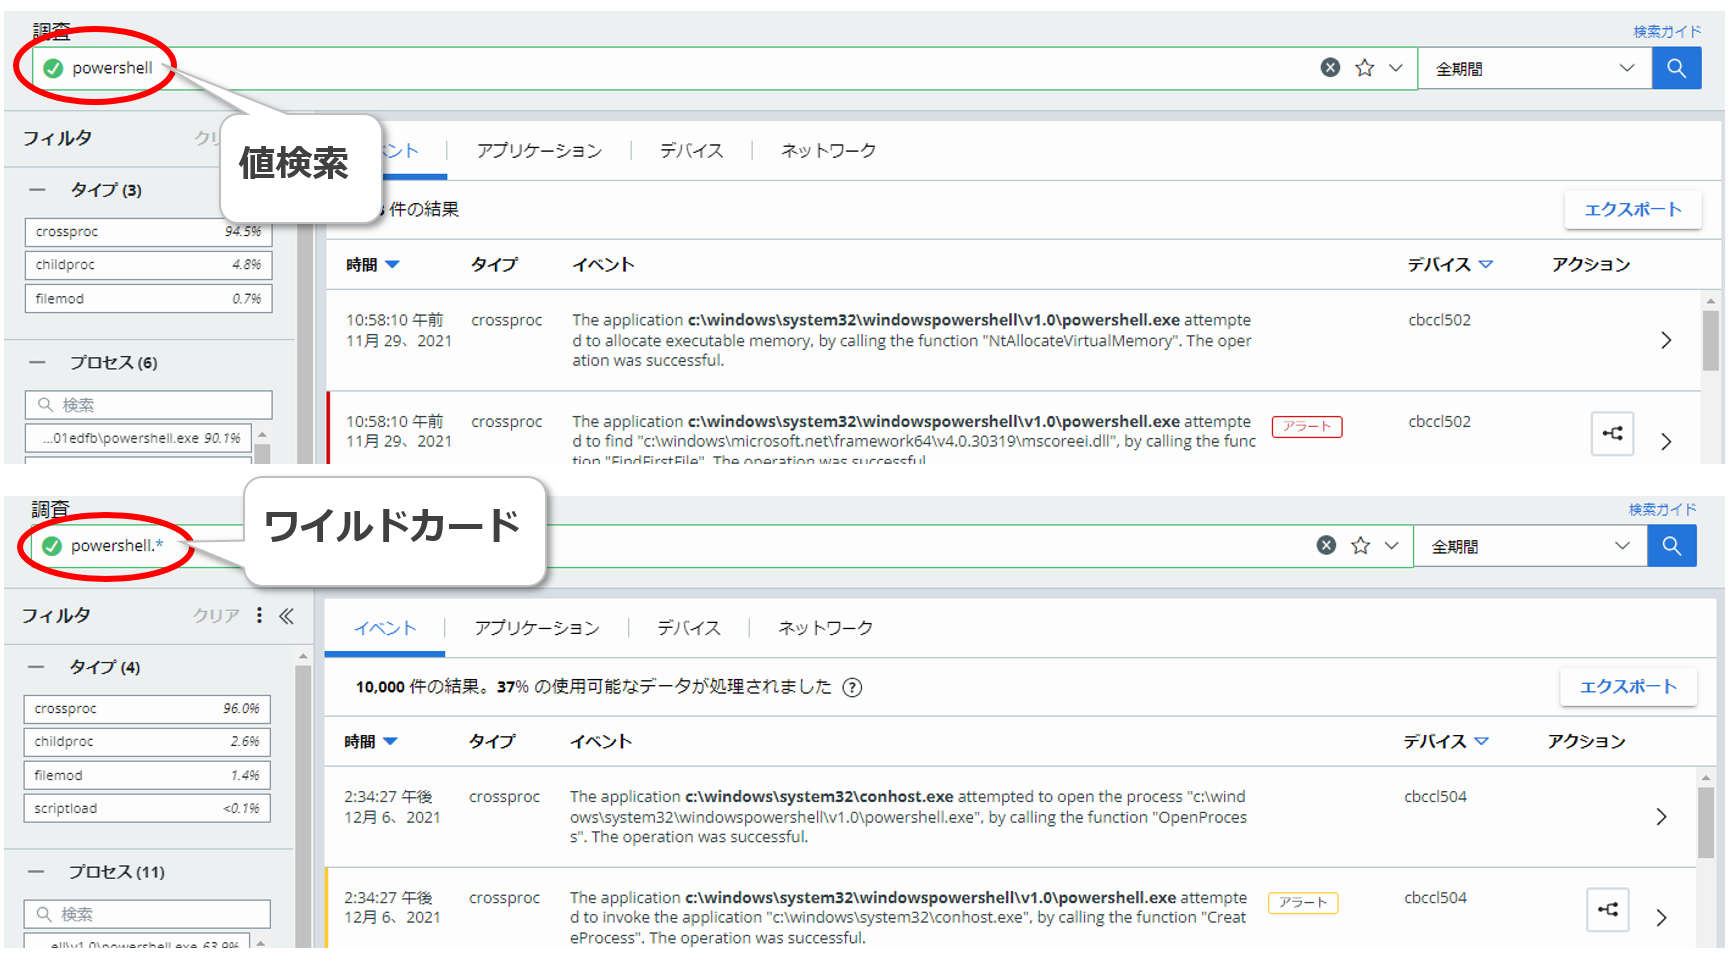 調査
検索ガイド
powershell
全期間
値検索
フィルタ
アプリケーション
デバイス
ネットワーク
タイプ (3)
件の結果
エクスポート
crossproc 94.5%
childproc 4.8%
filemod 0.7%
時間 タイプ イベント デバイス アクション
10:58:10 午前
11月 29、2021
crossproc
The application c:\windows\system32\windowspowershell\v1.0\powershell.exe attempte
d to allocate executable memory, by calling the function "NtAllocateVirtualMemory". The oper
ation was successful.
cbccl502
プロセス (6)
検索
...01edfb\powershell.exe 90.1%
10:58:10 午前
11月 29、2021
crossproc
The application c:\windows\system32\windowspowershell\v1.0\powershell.exe attempte
d to find "c:\windows\microsoft.net\framework64\v4.0.30319\mscoreei.dll", by calling the func
tion "FindFirstFile". The operation was successful
アラート
cbccl502
調査
検索ガイド
powershell.*
全期間
ワイルドカード
フィルタ
クリア
イベント
アプリケーション
デバイス
ネットワーク
タイプ (4)
10,000 件の結果。37% の使用可能なデータが処理されました
エクスポート
crossproc 96.0%
childproc 2.6%
filemod 1.4%
scriptload <0.1%
時間 タイプ イベント デバイス アクション
2:34:27 午後
12月 6、2021
crossproc
The application c:\windows\system32\conhost.exe attempted to open the process "c:\wind
ows\system32\windowspowershell\v1.0\powershell.exe", by calling the function "OpenProces
s". The operation was successful.
cbccl504
プロセス (11)
検索
ell\v1.0\powershell.exe 63.9%
2:34:27 午後
12月 6、2021
crossproc
The application c:\windows\system32\windowspowershell\v1.0\powershell.exe attempte
d to invoke the application "c:\windows\system32\conhost.exe", by calling the function "Creat
eProcess". The operation was successful.
アラート
cbccl504